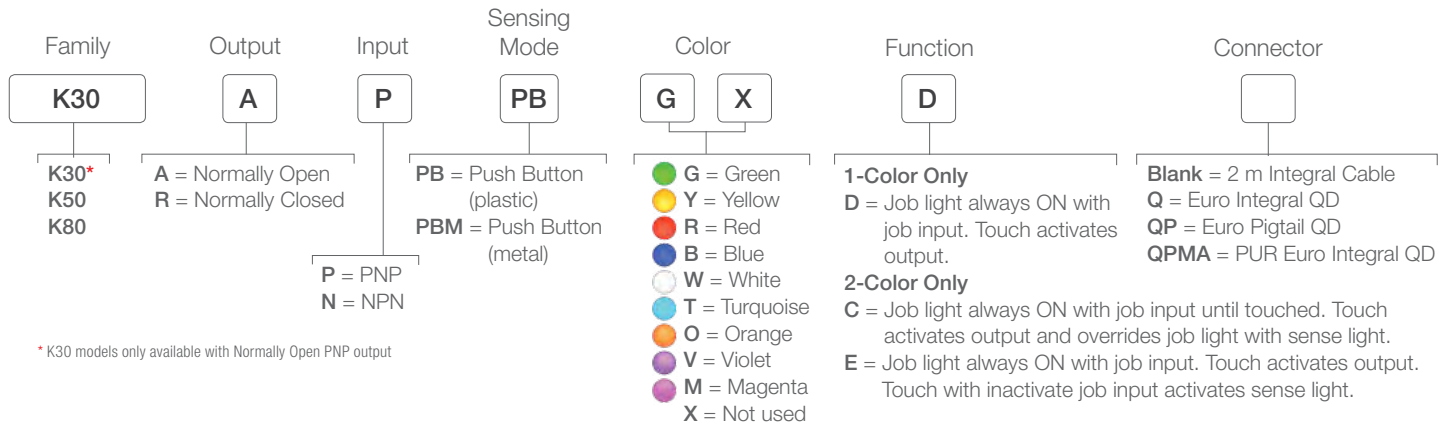 Family
Output
Input
Sensing
Mode
Color
Function
Connector
K30
A
P
PB
G
X
D
K30*
K50
K80
A = Normally Open
R = Normally Closed
P = PNP
N = NPN
PB = Push Button
(plastic)
PBM = Push Button
(metal)
G = Green
Y = Yellow
R = Red
B = Blue
W = White
T = Turquoise
O = Orange
V = Violet
M = Magenta
X = Not used
1-Color Only
D = Job light always ON with
job input. Touch activates
output.
2-Color Only
C = Job light always ON with job input until touched. Touch
activates output and overrides job light with sense light.
E = Job light always ON with job input. Touch activates output.
Touch with inactivate job input activates sense light.
Blank = 2 m Integral Cable
Q = Euro Integral QD
QP = Euro Pigtail QD
QPMA = PUR Euro Integral QD
* K30 models only available with Normally Open PNP output